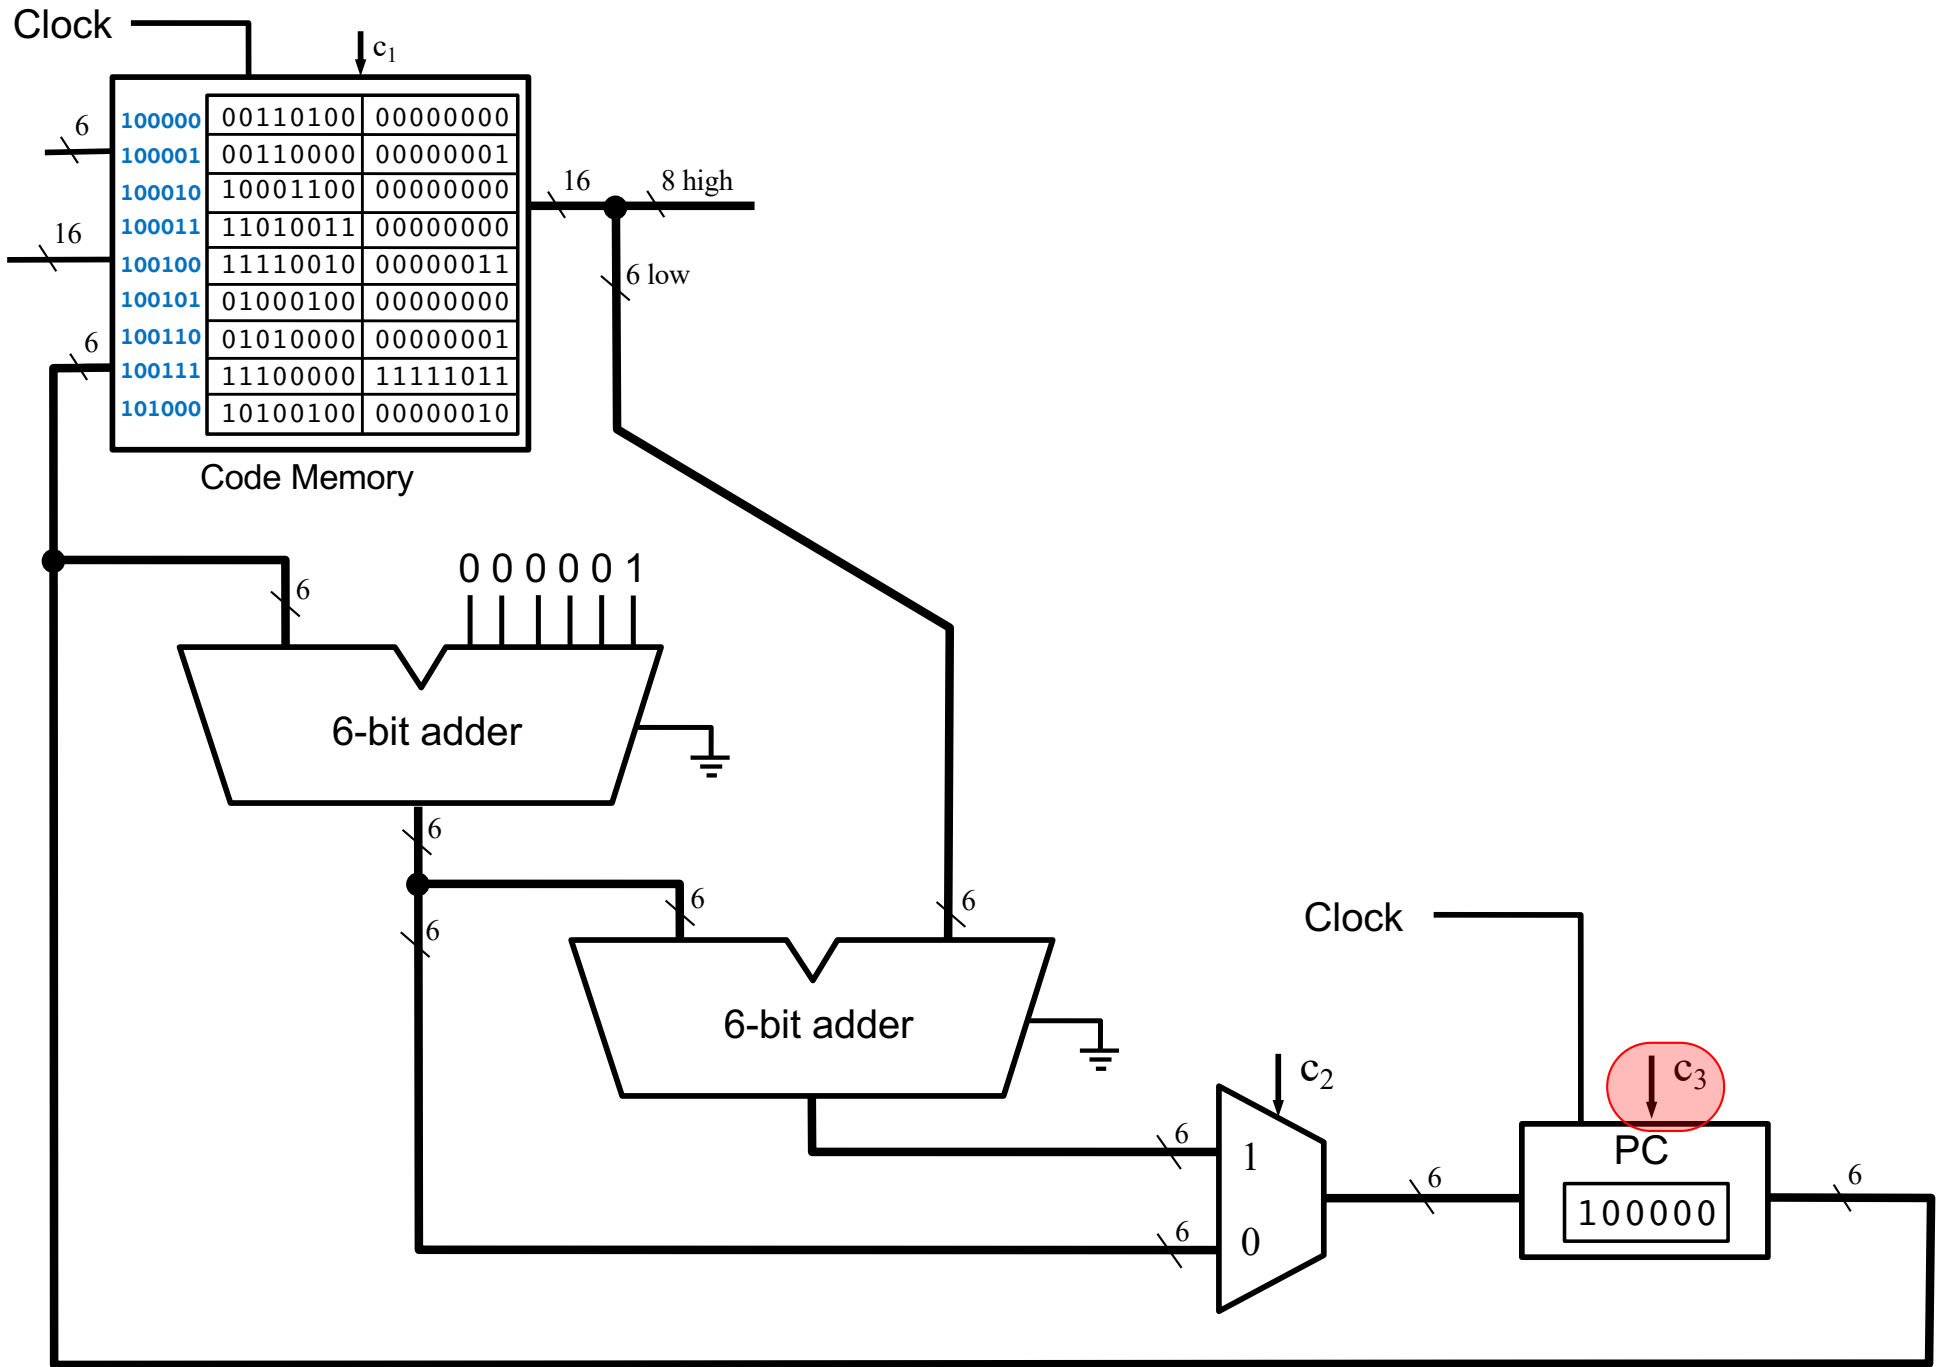 Clock
c1
100000 00110100 00000000
100001 00110000 00000001
100010 10001100 00000000
100011 11010011 00000000
100100 11110010 00000011
100101 01000100 00000000
100110 01010000 00000001
100111 11100000 11111011
101000 10100100 00000010
6
16
6
16
8 high
6 low
Code Memory
6
0 0 0 0 0 1
6-bit adder
6
6
6
6
6-bit adder
Clock
c2
c3
6
1
6
0
6
PC
100000
6